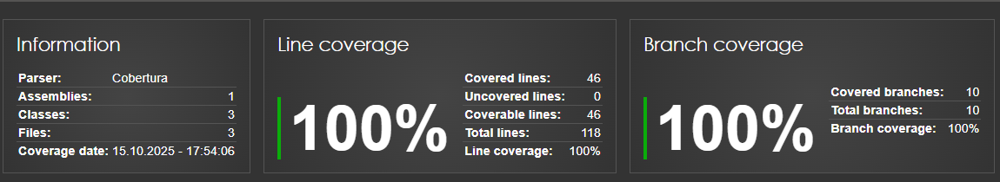 Information
Parser: Cobertura
Assemblies: 1
Classes: 3
Files: 3
Coverage date: 15.10.2025 - 17:54:06
Line coverage
100%
Covered lines: 46
Uncovered lines: 0
Coverable lines: 46
Total lines: 118
Line coverage: 100%
Branch coverage
100%
Covered branches: 10
Total branches: 10
Branch coverage: 100%